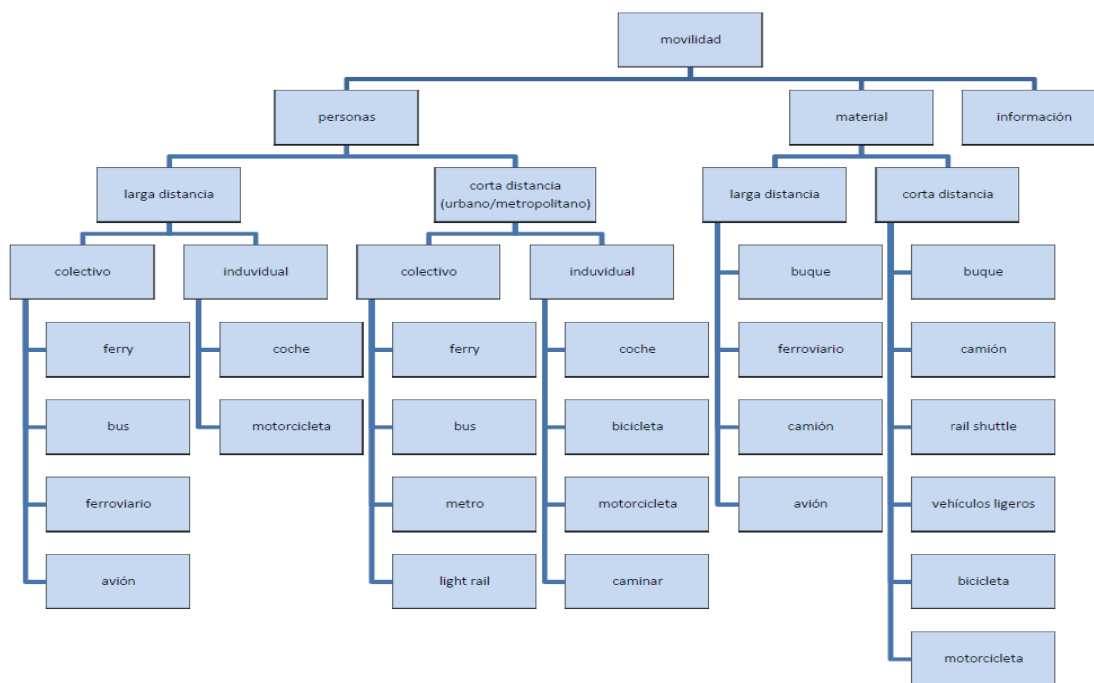 movilidad
personas
material
información
larga distancia
corta distancia
(urbano/metropolitano)
larga distancia
corta distancia
colectivo
induvidual
colectivo
induvidual
buque
buque
ferry
coche
ferry
coche
ferroviario
camión
bus
motorcicleta
bus
bicicleta
camión
rail shuttle
ferroviario
metro
motorcicleta
avión
vehículos ligeros
avión
light rail
caminar
bicicleta
motorcicleta